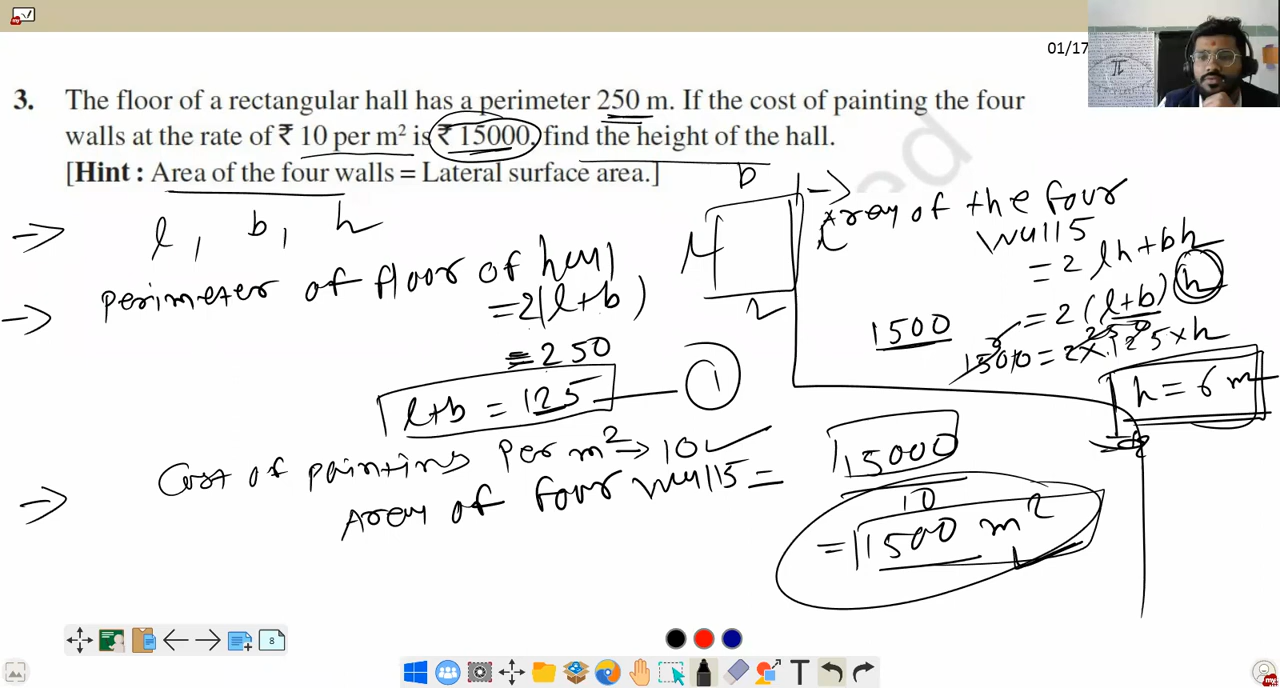 01/17
3. The floor of a rectangular hall has a perimeter 250 m. If the cost of painting the four
walls at the rate of ₹ 10 per m² is ₹ 15000, find the height of the hall.
[Hint : Area of the four walls = Lateral surface area.]
l, b, h
Perimeter of floor of hall
= 2(l+b)
= 250
l+b = 125 — 1
Cost of painting per m² → 10
Area of four walls =
15000
10
= 1500 m²
b
l
→ Area of the four
walls
= 2 lh + bh
= 2 (l+b) h
1500
1500 = 2 × 125 × h
250
h = 6 m
8
T